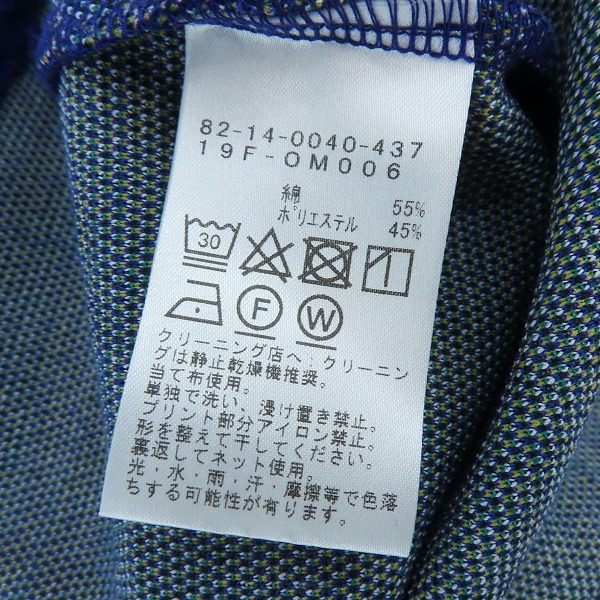 82-14-0040-437
19F-OM006
綿 55%
ポリエステル 45%
30
F W
クリーニング店へ:クリーニン
グは静止乾燥機推奨。
当て布使用。
単独で洗い、浸け置き禁止。
プリント部分アイロン禁止。
形を整えて干してください。
裏返してネット使用。
光・水・雨・汗・摩擦等で色落
ちする可能性が有ります。